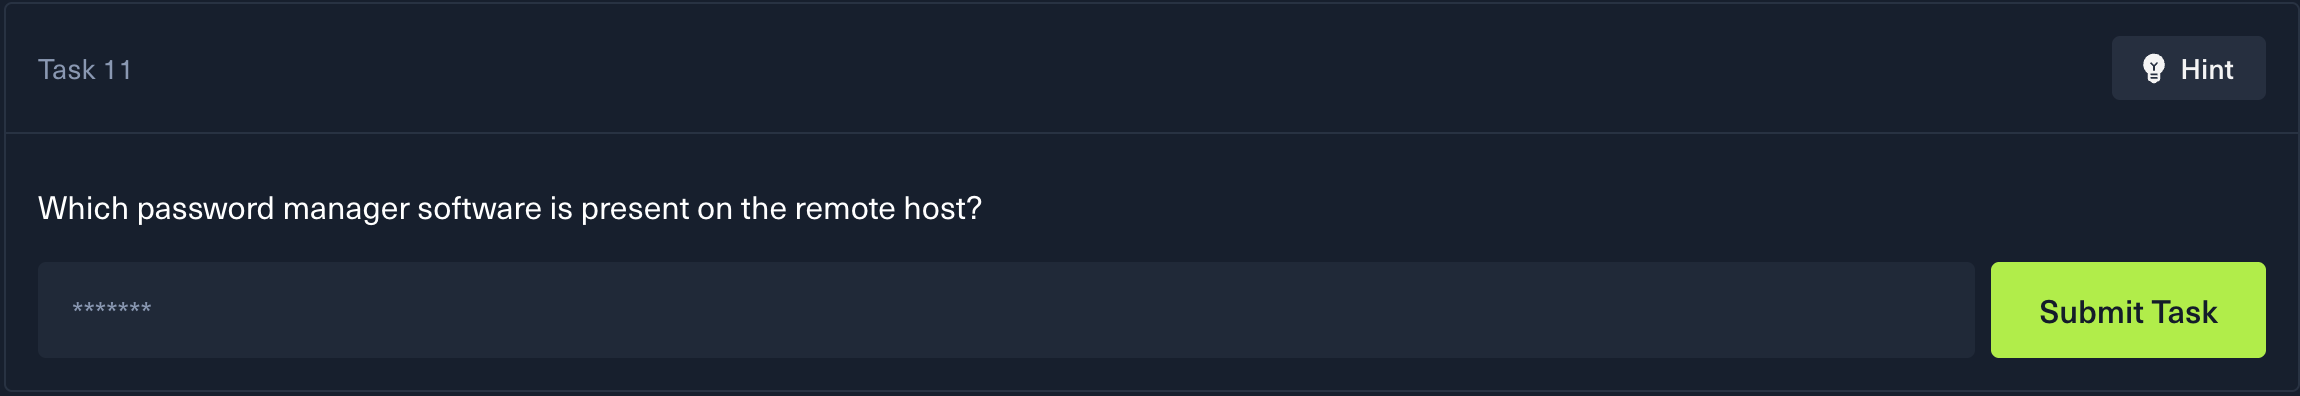 Task 11
Hint
Which password manager software is present on the remote host?
*******
Submit Task